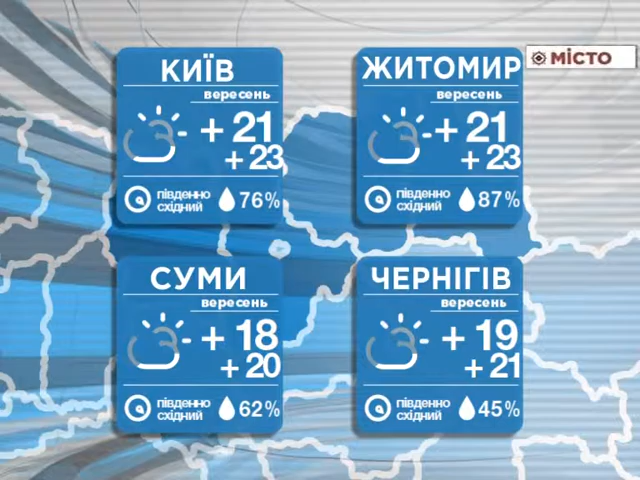 МІСТО
КИЇВ
вересень
+ 21
+ 23
південно
східний
76%
ЖИТОМИР
вересень
+ 21
+ 23
південно
східний
87%
СУМИ
вересень
+ 18
+ 20
південно
східний
62%
ЧЕРНІГІВ
вересень
+ 19
+ 21
південно
східний
45%